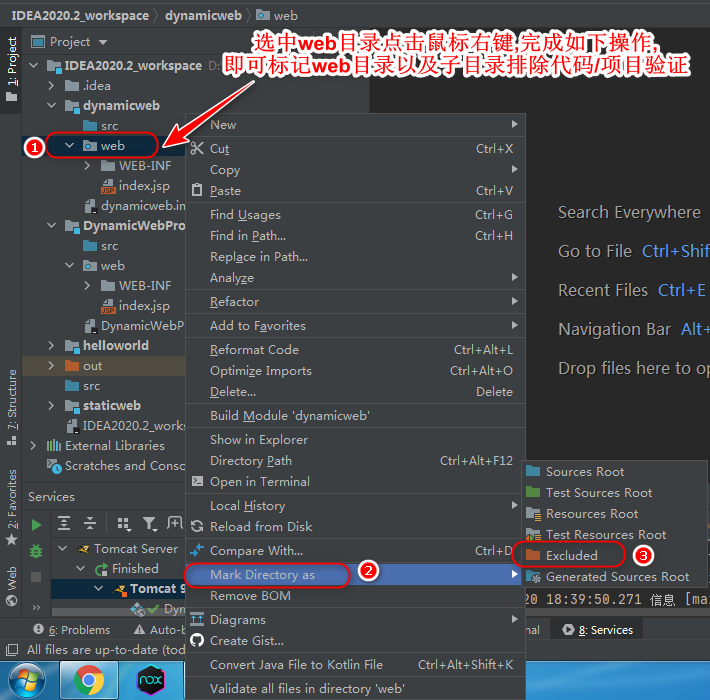 IDEA2020.2_workspace
dynamicweb
web
Project
选中web目录点击鼠标右键,完成如下操作,
即可标记web目录以及子目录排除代码/项目验证
1: Project
IDEA2020.2_workspace
.idea
dynamicweb
src
1
web
WEB-INF
index.jsp
dynamicweb.im
DynamicWebPro
src
web
WEB-INF
index.jsp
DynamicWebP
helloworld
out
src
staticweb
IDEA2020.2_works
External Libraries
Scratches and Conso
New
Cut Ctrl+X
Copy
Paste Ctrl+V
Find Usages Ctrl+G
Find in Path... Ctrl+H
Replace in Path...
Analyze
Refactor
Add to Favorites
Reformat Code Ctrl+Alt+L
Optimize Imports Ctrl+Alt+O
Delete... Delete
Build Module 'dynamicweb'
Show in Explorer
Directory Path Ctrl+Alt+F12
Open in Terminal
Local History
Reload from Disk
Compare With... Ctrl+D
Mark Directory as
2
Remove BOM
Diagrams
Create Gist...
Convert Java File to Kotlin File Ctrl+Alt+Shift+K
Validate all files in directory 'web'
Search Everywhere
Go to File Ctrl+Shif
Recent Files Ctrl+E
Navigation Bar Alt+
Drop files here to op
Sources Root
Test Sources Root
Resources Root
Test Resources Root
Excluded
3
Generated Sources Root
20 18:39:50.271 信息 [mai
7: Structure
2: Favorites
Web
Services
Tomcat Server
Finished
Tomcat 9
Dyn
6: Problems
Auto-b
nal
8: Services
All files are up-to-date (tod
nox